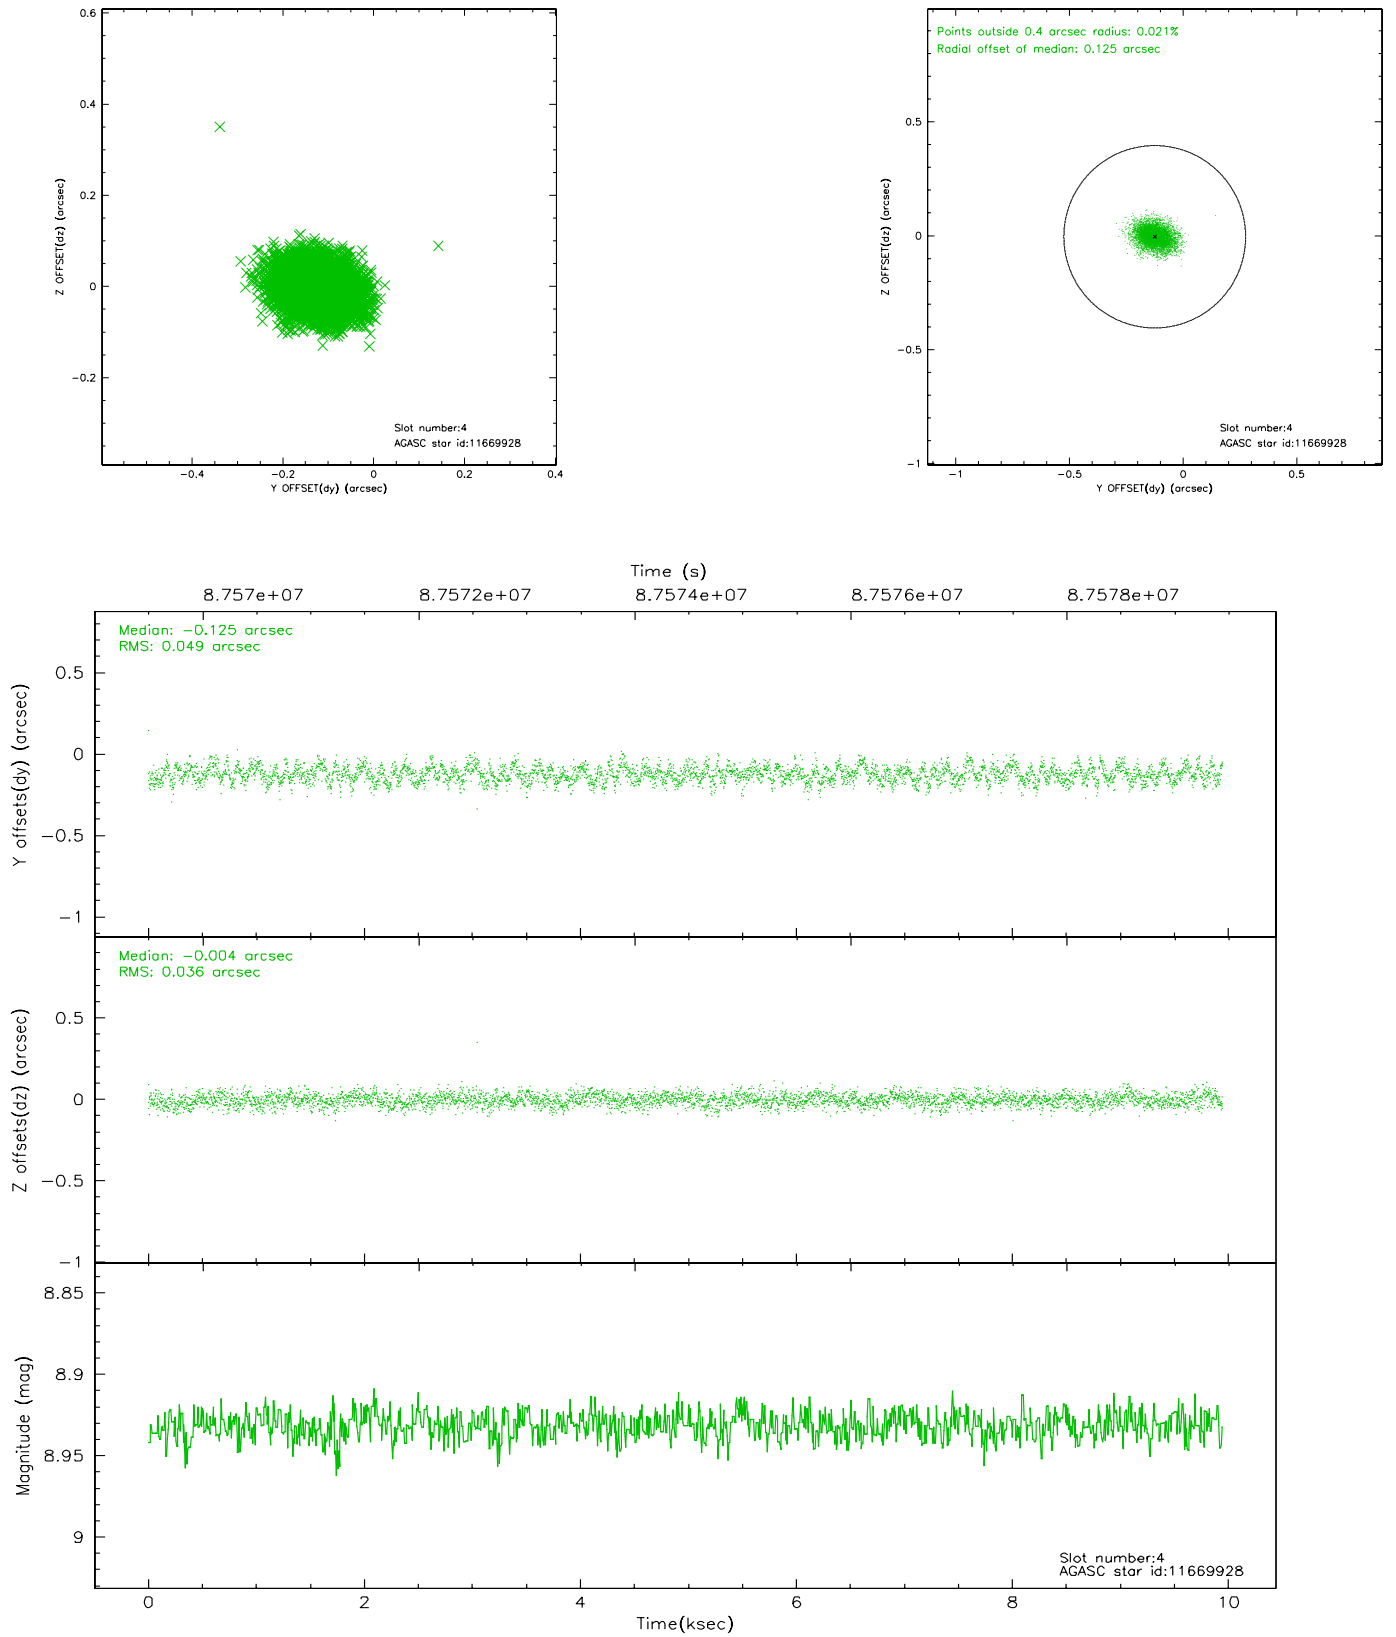 0.6
0.4
0.2
0
−0.2
Z OFFSET(dz) (arcsec)
Slot number:4
AGASC star id:11669928
−0.4 −0.2 0 0.2 0.4
Y OFFSET(dy) (arcsec)
Points outside 0.4 arcsec radius: 0.021%
Radial offset of median: 0.125 arcsec
0.5
0
−0.5
−1
Z OFFSET(dz) (arcsec)
Slot number:4
AGASC star id:11669928
−1 −0.5 0 0.5
Y OFFSET(dy) (arcsec)
Time (s)
8.757e+07 8.7572e+07 8.7574e+07 8.7576e+07 8.7578e+07
Median: −0.125 arcsec
RMS: 0.049 arcsec
0.5
0
−0.5
−1
Y offsets(dy) (arcsec)
Median: −0.004 arcsec
RMS: 0.036 arcsec
0.5
0
−0.5
−1
Z offsets(dz) (arcsec)
8.85
8.9
8.95
9
Magnitude (mag)
Slot number:4
AGASC star id:11669928
0 2 4 6 8 10
Time(ksec)